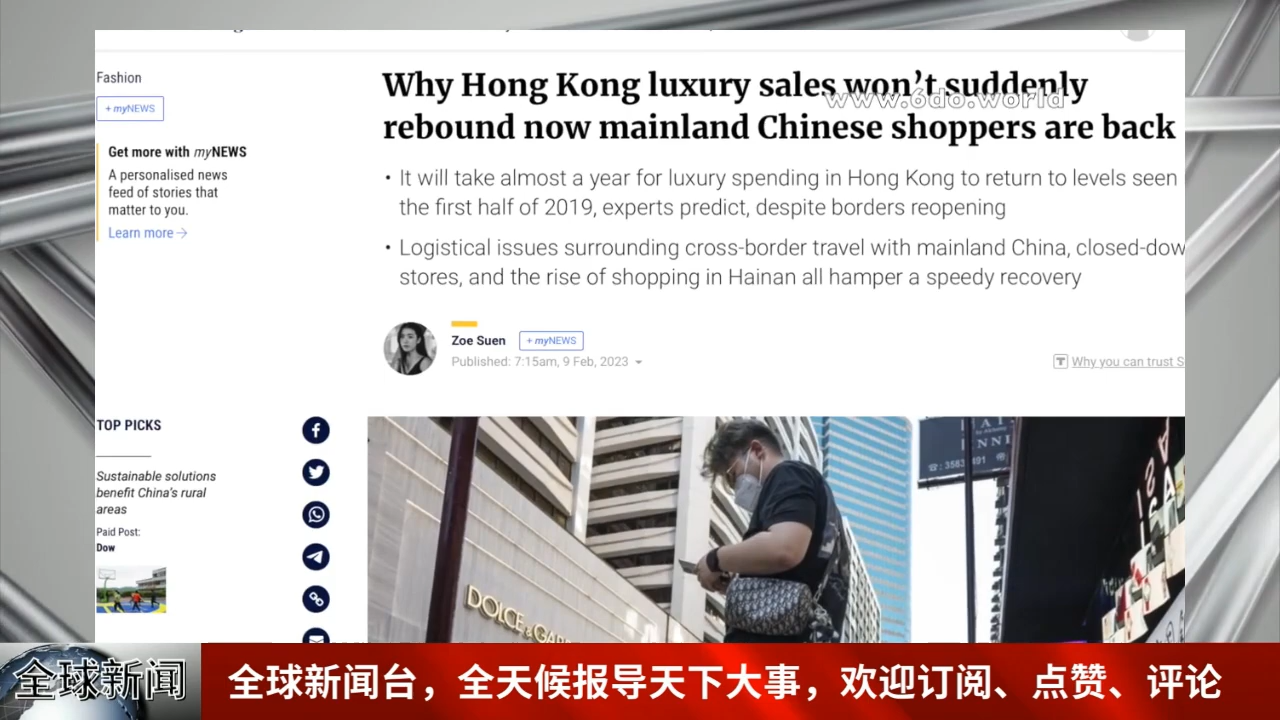 Fashion
+ myNEWS
Get more with myNEWS
A personalised news
feed of stories that
matter to you.
Learn more
Why Hong Kong luxury sales won't suddenly
rebound now mainland Chinese shoppers are back
www.6do.world
• It will take almost a year for luxury spending in Hong Kong to return to levels seen
the first half of 2019, experts predict, despite borders reopening
• Logistical issues surrounding cross-border travel with mainland China, closed-dow
stores, and the rise of shopping in Hainan all hamper a speedy recovery
Zoe Suen
+ myNEWS
Published: 7:15am, 9 Feb, 2023
Why you can trust S
TOP PICKS
Sustainable solutions
benefit China's rural
areas
Paid Post:
Dow
DOLCE & GAB
全球新闻
全球新闻台，全天候报导天下大事，欢迎订阅、点赞、评论